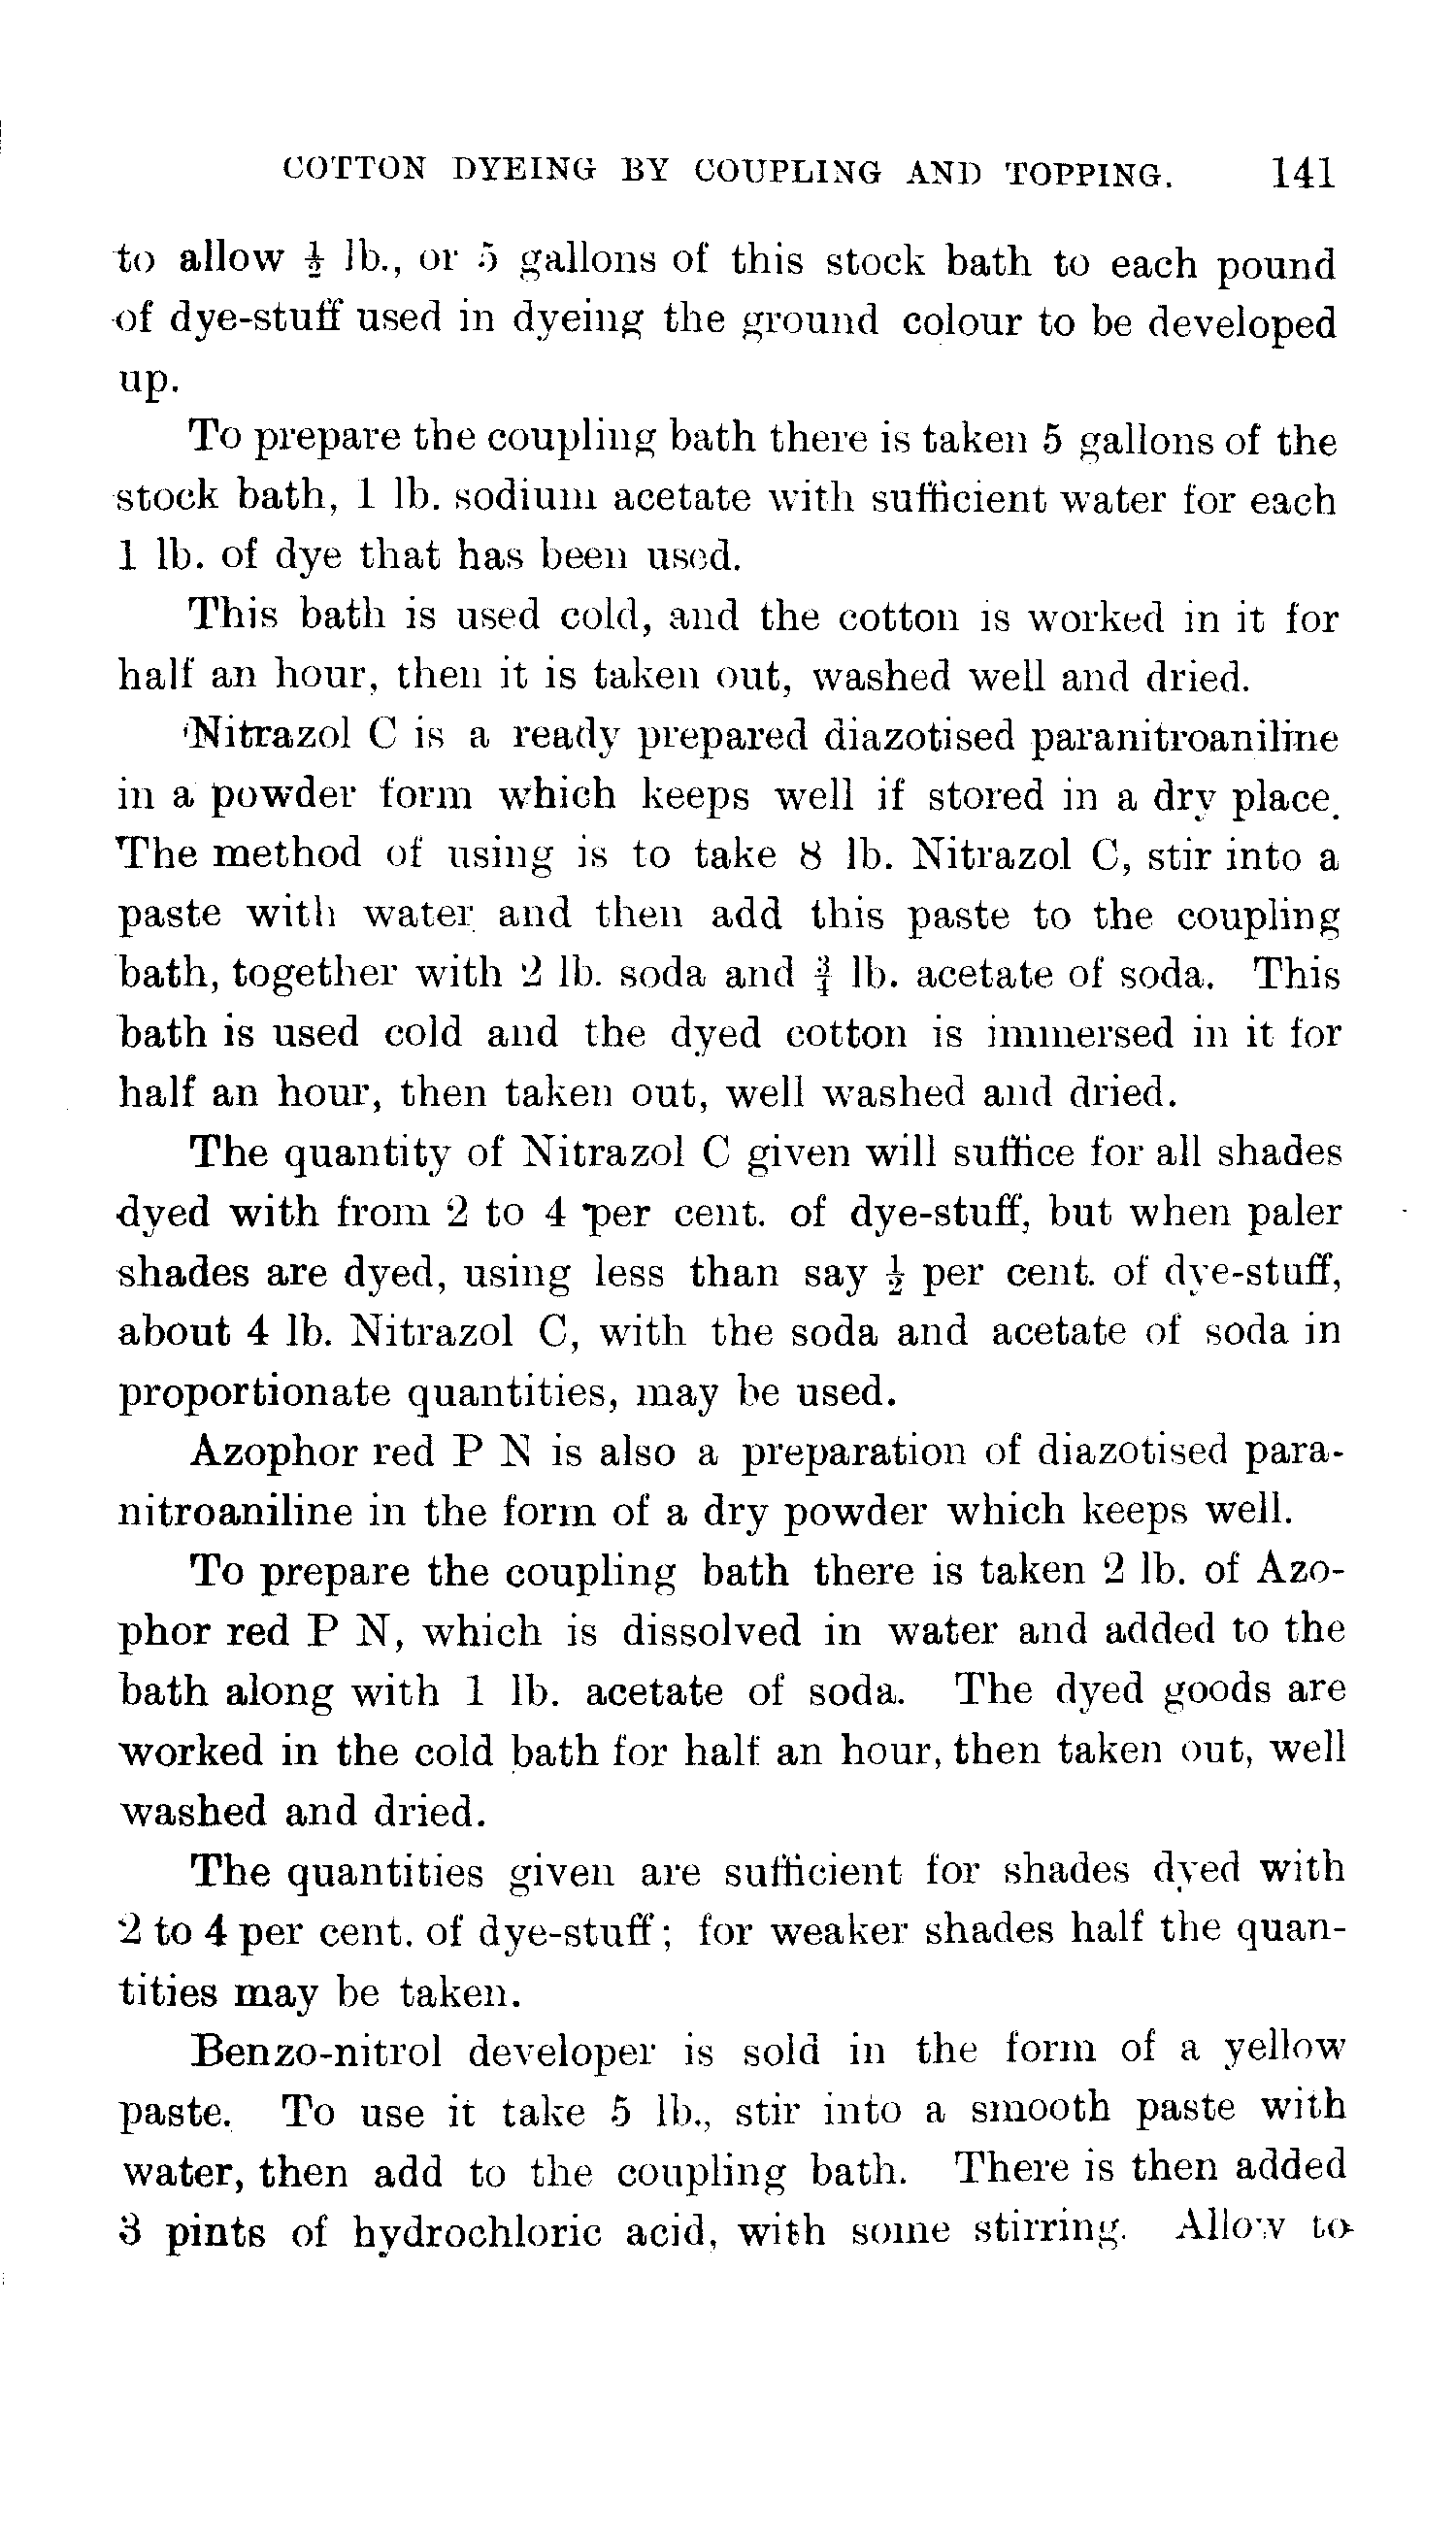 COTTON DYEING BY COUPLING AND TOPPING. 141
to allow ½ lb., or 5 gallons of this stock bath to each pound
of dye-stuff used in dyeing the ground colour to be developed
up.
To prepare the coupling bath there is taken 5 gallons of the
stock bath, 1 lb. sodium acetate with sufficient water for each
1 lb. of dye that has been used.
This bath is used cold, and the cotton is worked in it for
half an hour, then it is taken out, washed well and dried.
Nitrazol C is a ready prepared diazotised paranitroaniline
in a powder form which keeps well if stored in a dry place.
The method of using is to take 8 lb. Nitrazol C, stir into a
paste with water and then add this paste to the coupling
bath, together with 2 lb. soda and ¾ lb. acetate of soda. This
bath is used cold and the dyed cotton is immersed in it for
half an hour, then taken out, well washed and dried.
The quantity of Nitrazol C given will suffice for all shades
dyed with from 2 to 4 per cent. of dye-stuff, but when paler
shades are dyed, using less than say ½ per cent. of dye-stuff,
about 4 lb. Nitrazol C, with the soda and acetate of soda in
proportionate quantities, may be used.
Azophor red P N is also a preparation of diazotised para-
nitroaniline in the form of a dry powder which keeps well.
To prepare the coupling bath there is taken 2 lb. of Azo-
phor red P N, which is dissolved in water and added to the
bath along with 1 lb. acetate of soda. The dyed goods are
worked in the cold bath for half an hour, then taken out, well
washed and dried.
The quantities given are sufficient for shades dyed with
2 to 4 per cent. of dye-stuff; for weaker shades half the quan-
tities may be taken.
Benzo-nitrol developer is sold in the form of a yellow
paste. To use it take 5 lb., stir into a smooth paste with
water, then add to the coupling bath. There is then added
3 pints of hydrochloric acid, with some stirring. Allow to